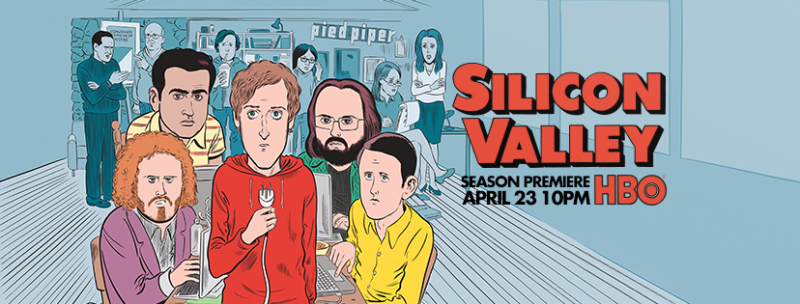 pied piper
SILICON
VALLEY
SEASON PREMIERE
APRIL 23 10PM
HBO